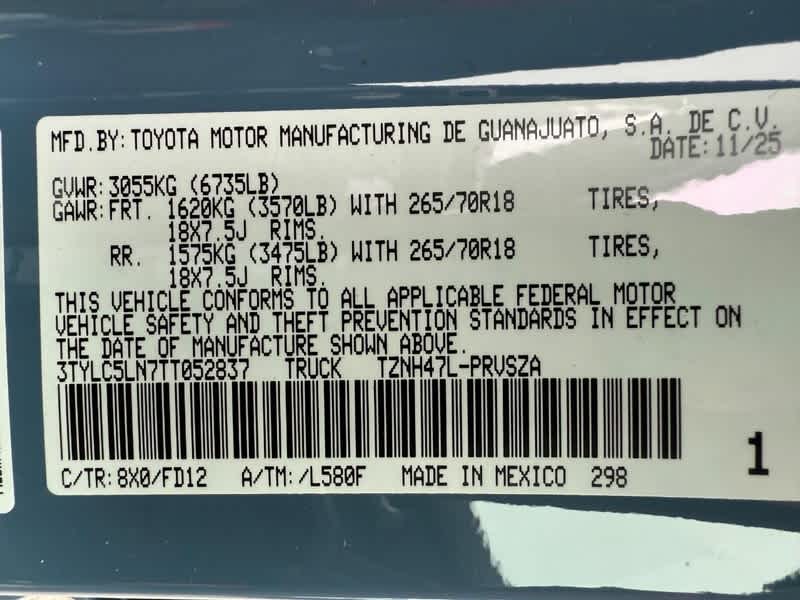 MFD.BY: TOYOTA MOTOR MANUFACTURING DE GUANAJUATO, S.A. DE C.V.
DATE: 11/25
GVWR: 3055KG (6735LB)
GAWR: FRT. 1620KG (3570LB) WITH 265/70R18 TIRES,
18X7.5J RIMS.
RR. 1575KG (3475LB) WITH 265/70R18 TIRES,
18X7.5J RIMS.
THIS VEHICLE CONFORMS TO ALL APPLICABLE FEDERAL MOTOR
VEHICLE SAFETY AND THEFT PREVENTION STANDARDS IN EFFECT ON
THE DATE OF MANUFACTURE SHOWN ABOVE.
3TYLC5LN7TT052837 TRUCK TZNH47L-PRVSZA
C/TR: 8X0/FD12 A/TM: /L580F MADE IN MEXICO 298
1